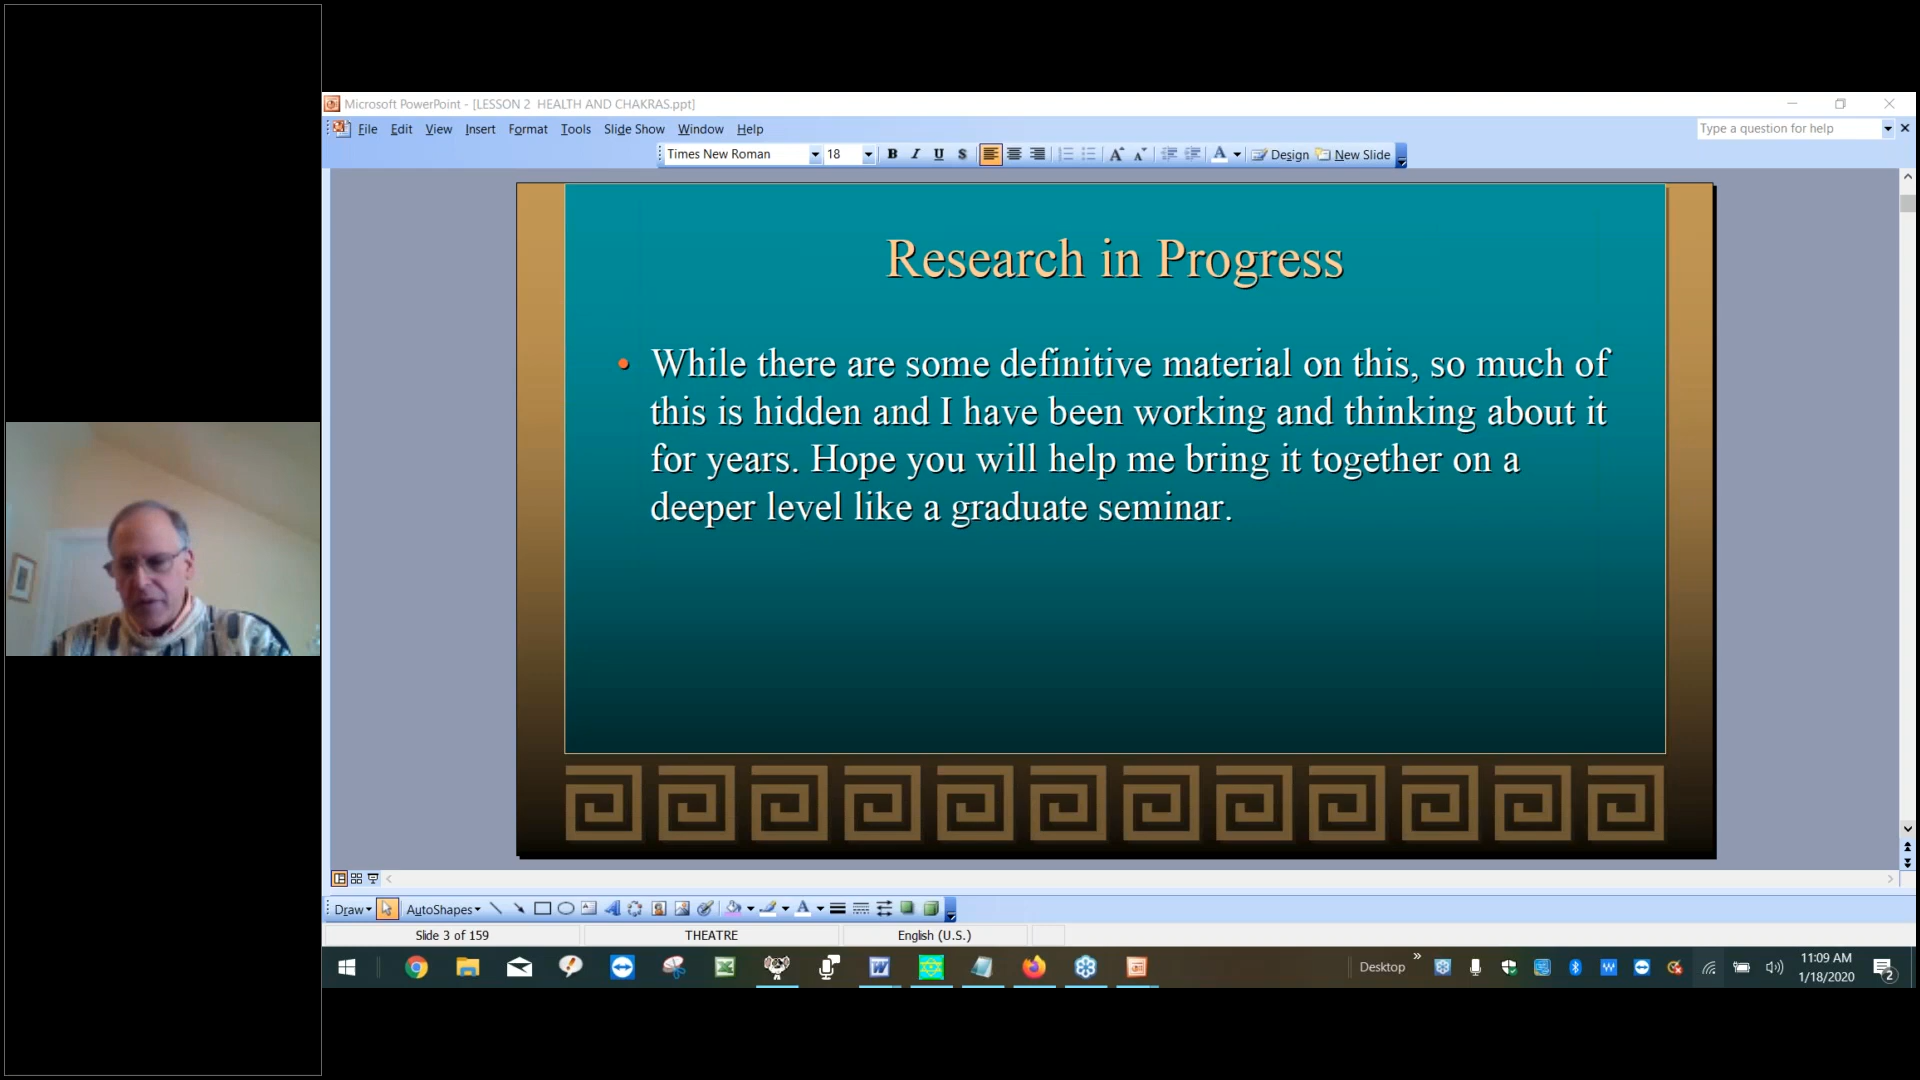 Microsoft PowerPoint - [LESSON 2  HEALTH AND CHAKRAS.ppt]
File Edit View Insert Format Tools Slide Show Window Help
Type a question for help
Times New Roman 18 B I U S A A A Design New Slide
Research in Progress
• While there are some definitive material on this, so much of
this is hidden and I have been working and thinking about it
for years. Hope you will help me bring it together on a
deeper level like a graduate seminar.
Draw AutoShapes A
Slide 3 of 159 THEATRE English (U.S.)
Desktop
11:09 AM
1/18/2020
2